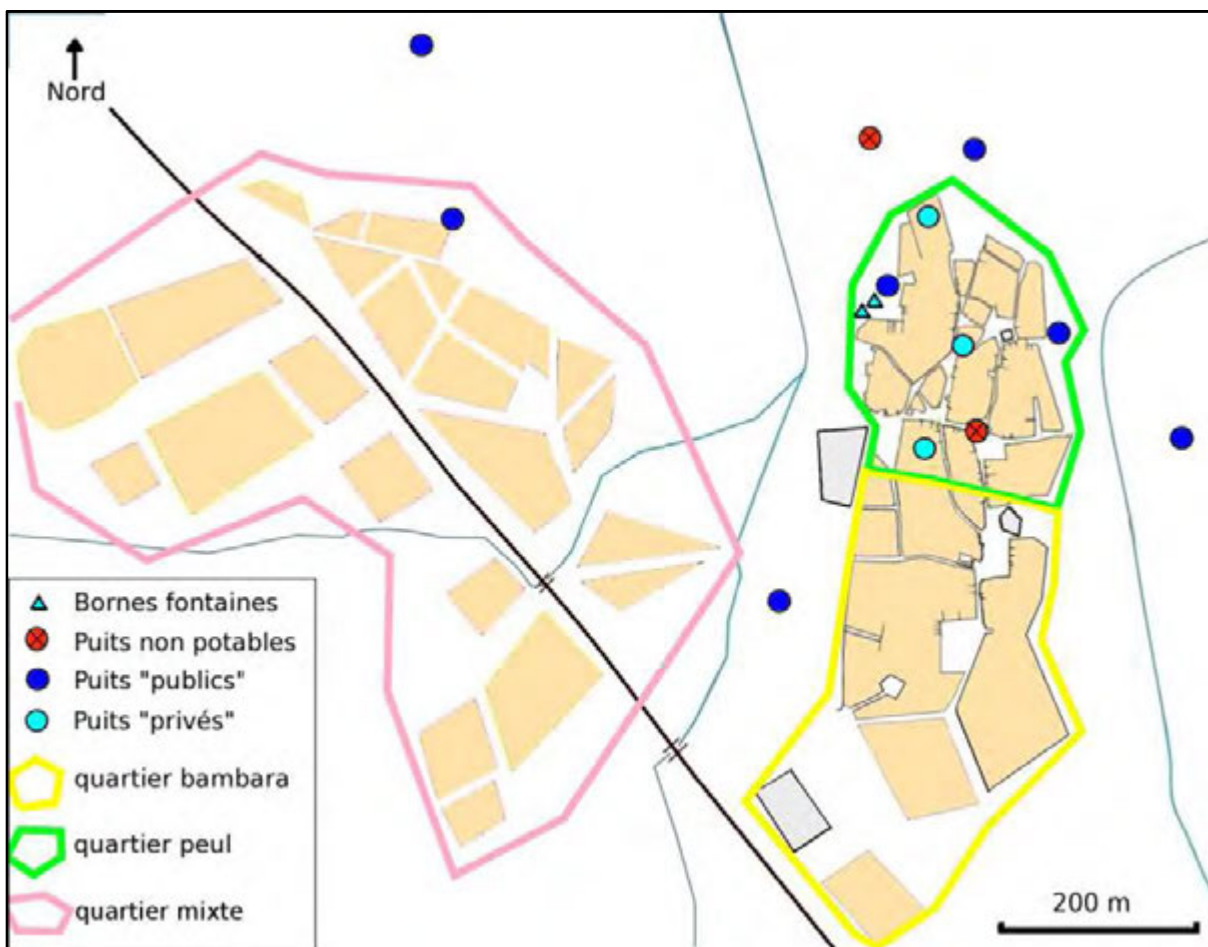 Nord
Bornes fontaines
Puits non potables
Puits "publics"
Puits "privés"
quartier bambara
quartier peul
quartier mixte
200 m